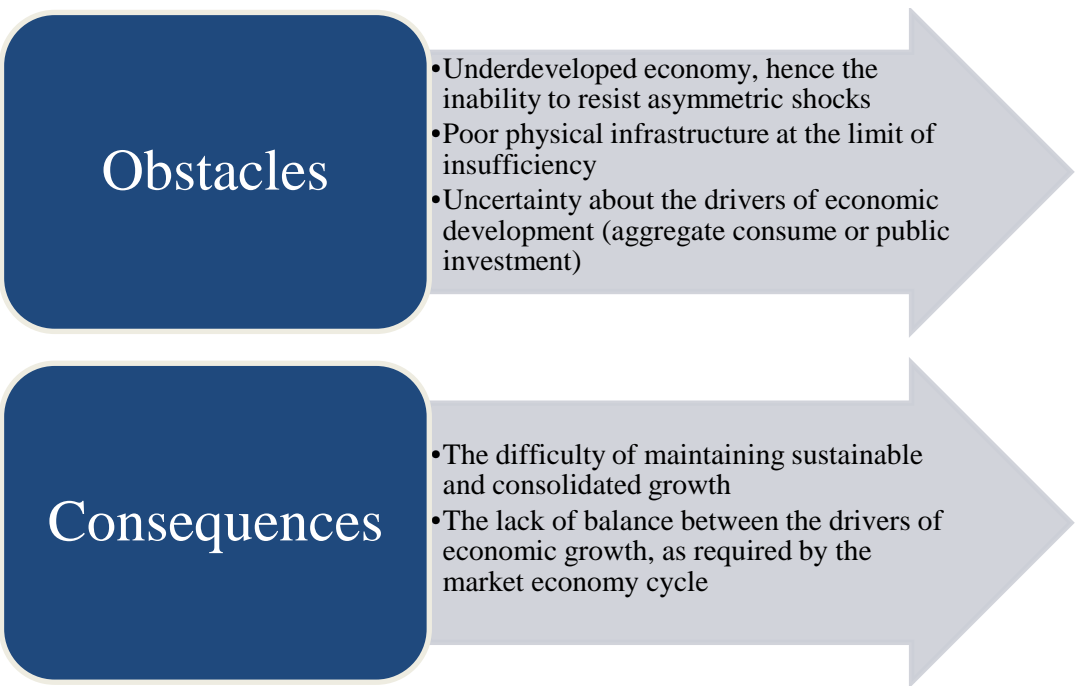 Obstacles
•Underdeveloped economy, hence the
inability to resist asymmetric shocks
•Poor physical infrastructure at the limit of
insufficiency
•Uncertainty about the drivers of economic
development (aggregate consume or public
investment)
Consequences
•The difficulty of maintaining sustainable
and consolidated growth
•The lack of balance between the drivers of
economic growth, as required by the
market economy cycle